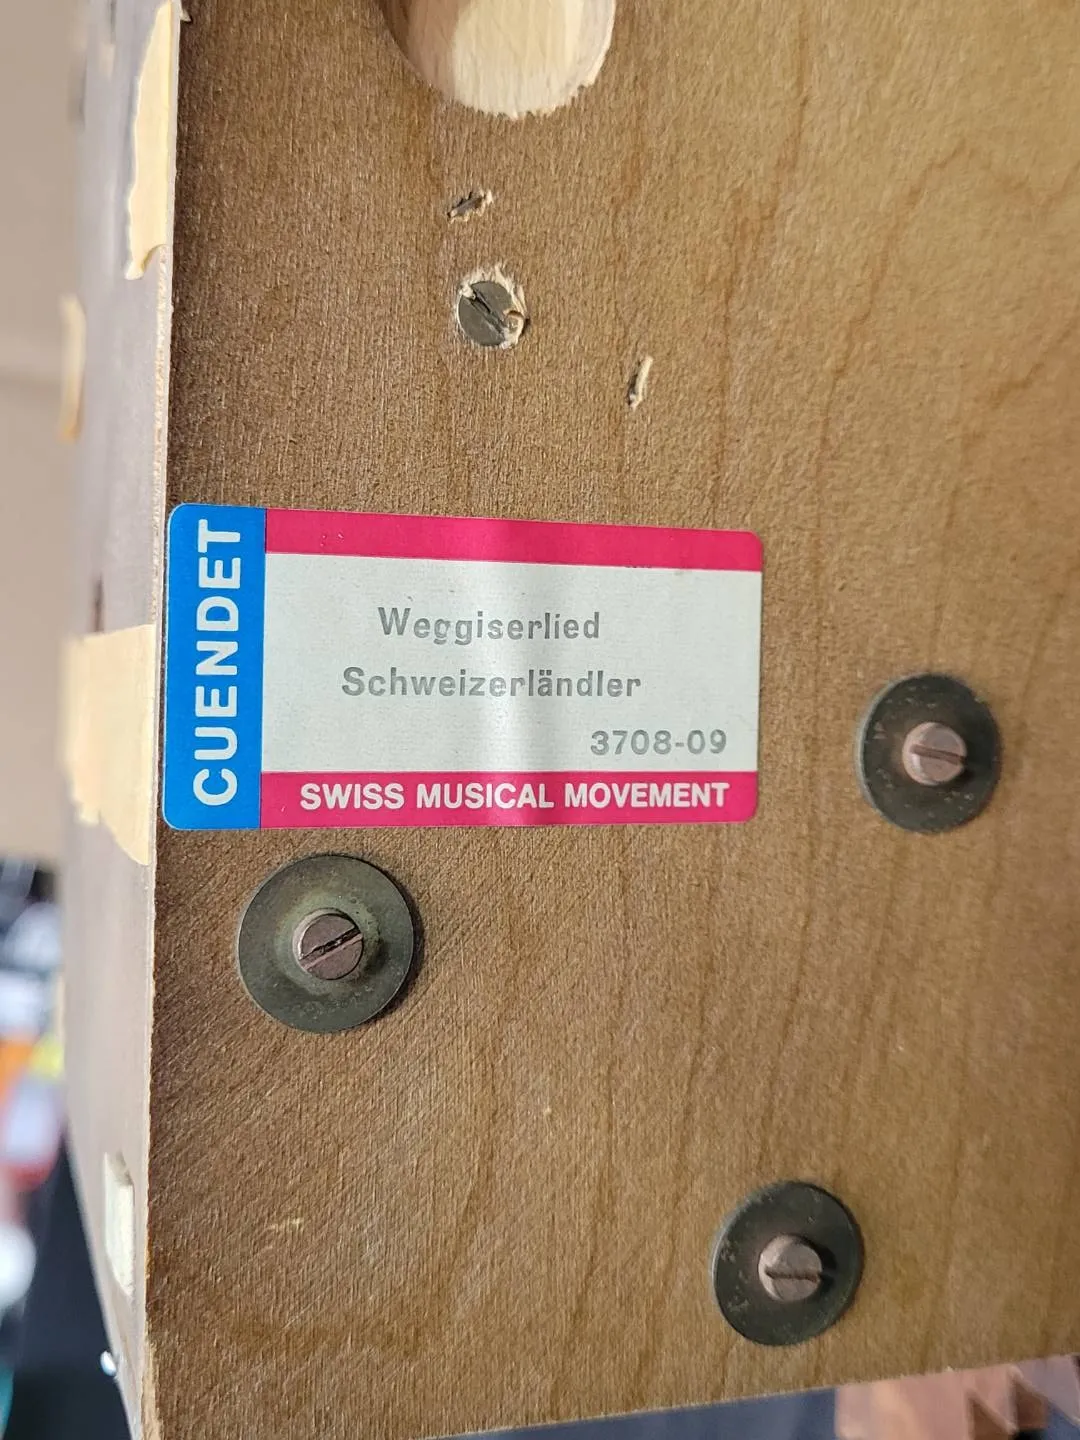 CUENDET
Weggiserlied
Schweizerländler
3708-09
SWISS MUSICAL MOVEMENT